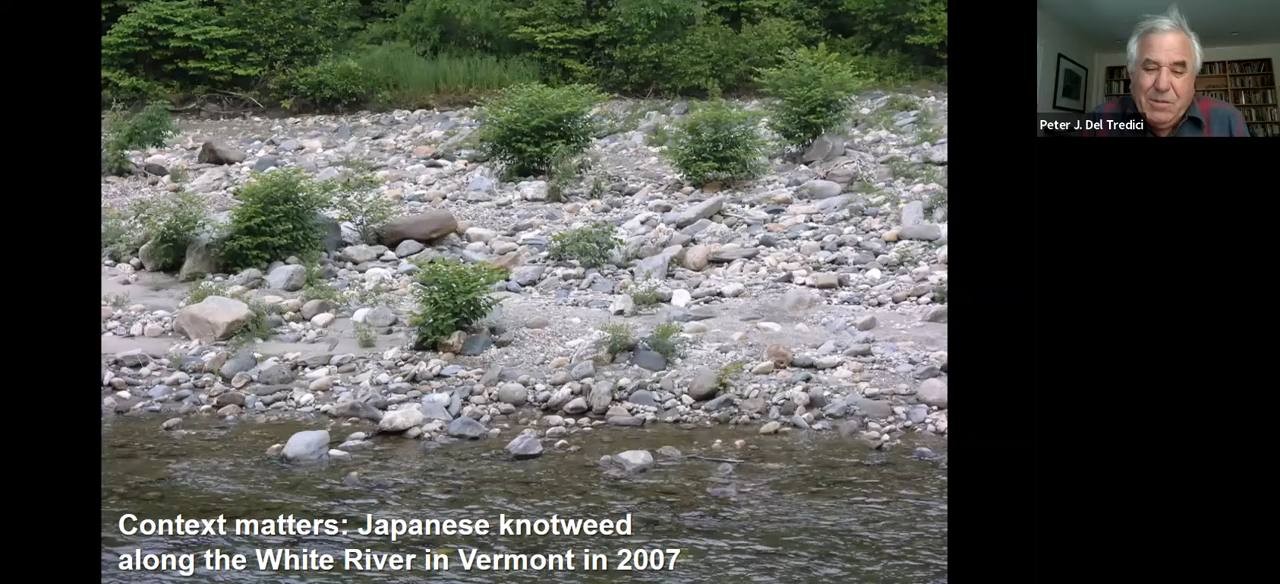 Peter J. Del Tredici
Context matters: Japanese knotweed
along the White River in Vermont in 2007